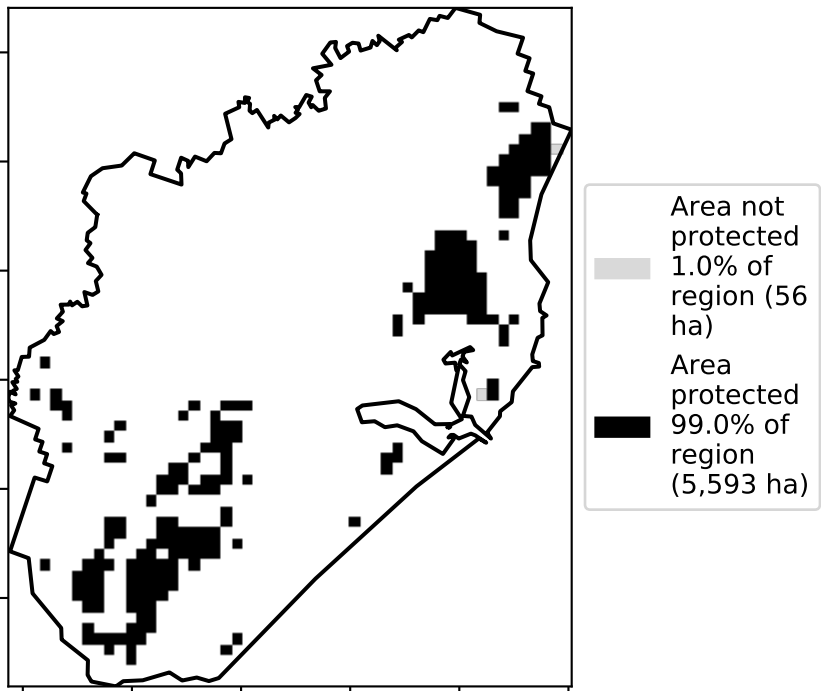 Area not
protected
1.0% of
region (56
ha)
Area
protected
99.0% of
region
(5,593 ha)